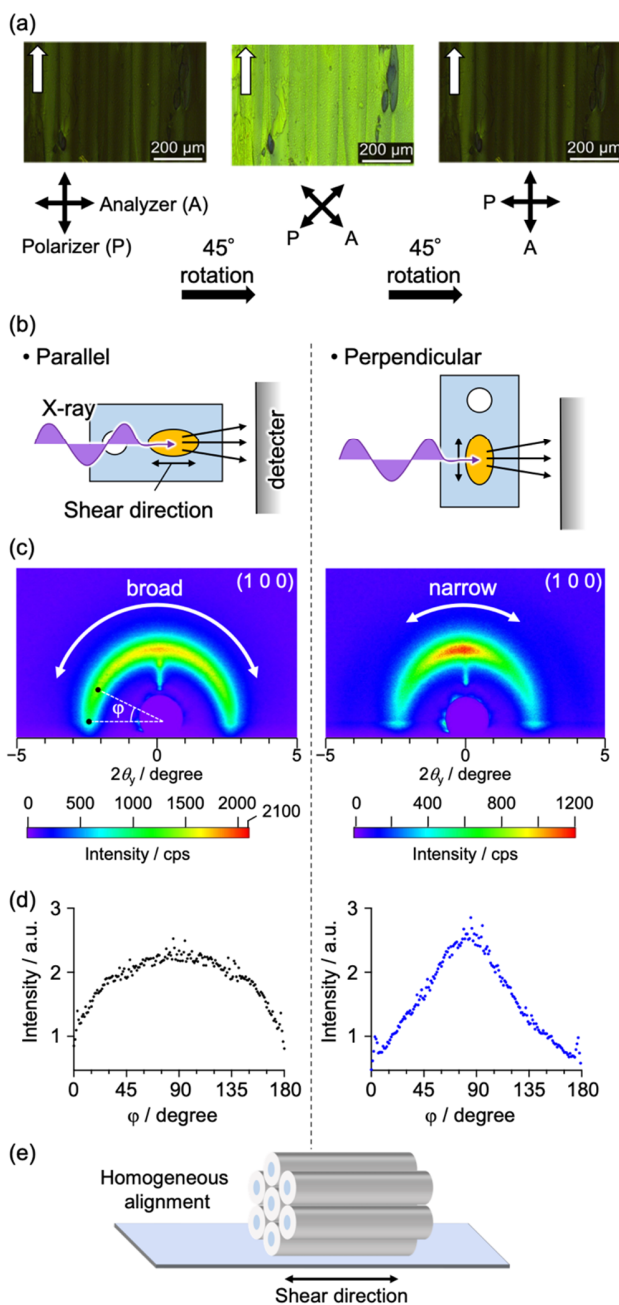 (a)
200 μm
200 μm
200 μm
Analyzer (A)
Polarizer (P)
P
A
P
A
45°
rotation
45°
rotation
(b)
• Parallel
• Perpendicular
X-ray
detecter
Shear direction
(c)
broad
(1 0 0)
narrow
(1 0 0)
φ
−5
0
5
−5
0
5
2θy / degree
2θy / degree
0 500 1000 1500 2000
2100
Intensity / cps
0 400 800 1200
Intensity / cps
(d)
3
2
1
Intensity / a.u.
0 45 90 135 180
φ / degree
3
2
1
Intensity / a.u.
0 45 90 135 180
φ / degree
(e)
Homogeneous
alignment
Shear direction